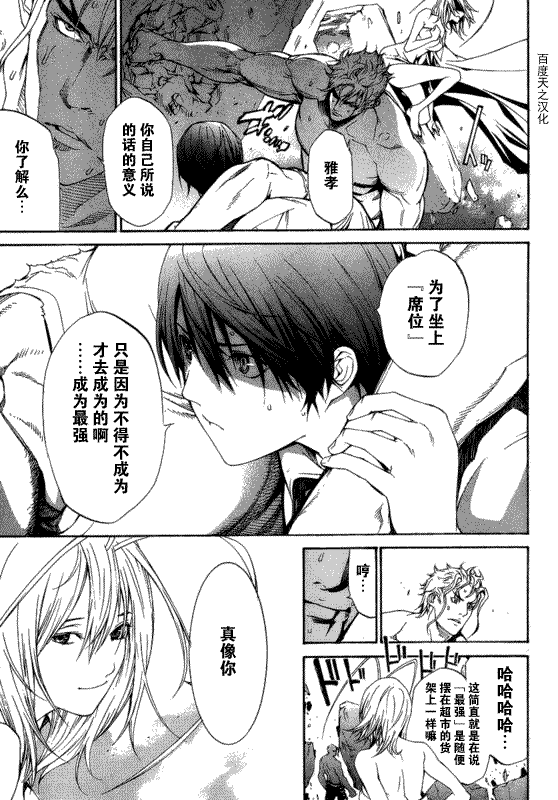 百度天之汉化
雅孝
你自己所说
的话的意义
你了解么…
为了坐上
『席位』
只是因为不得不成为
才去成为的啊
……成为最强
哼…
哈哈哈哈…
这简直就是在说
『最强』是随便
摆在超市的货
架上一样嘛
真像你